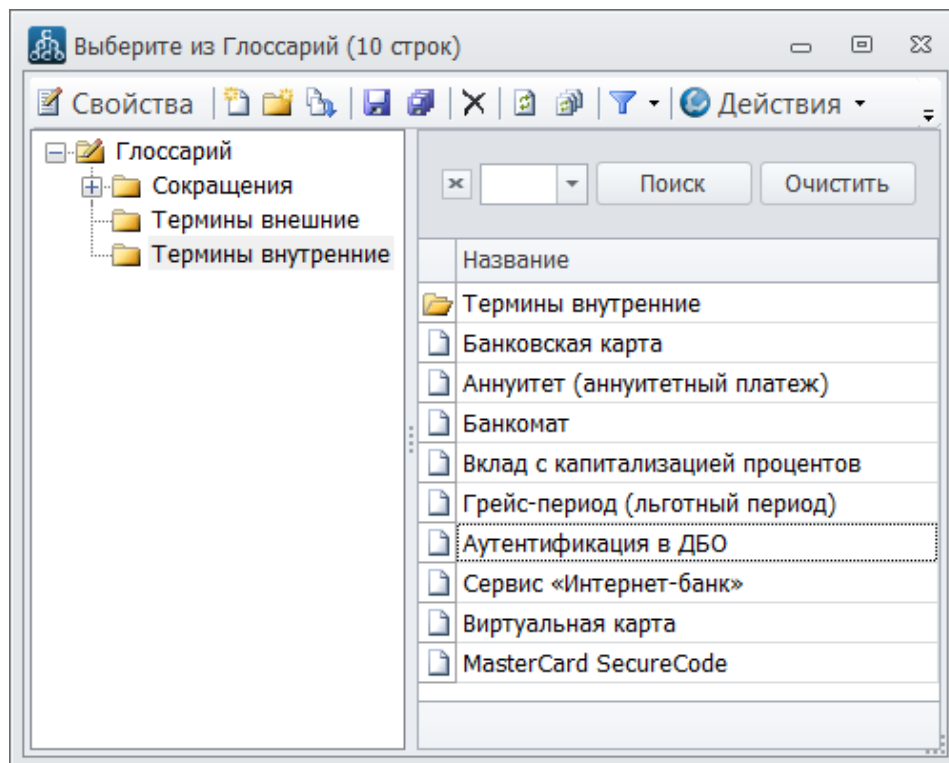 Выберите из Глоссарий (10 строк)
Свойства Действия
Глоссарий
Сокращения
Термины внешние
Термины внутренние
Поиск Очистить
Название
Термины внутренние
Банковская карта
Аннуитет (аннуитетный платеж)
Банкомат
Вклад с капитализацией процентов
Грейс-период (льготный период)
Аутентификация в ДБО
Сервис «Интернет-банк»
Виртуальная карта
MasterCard SecureCode